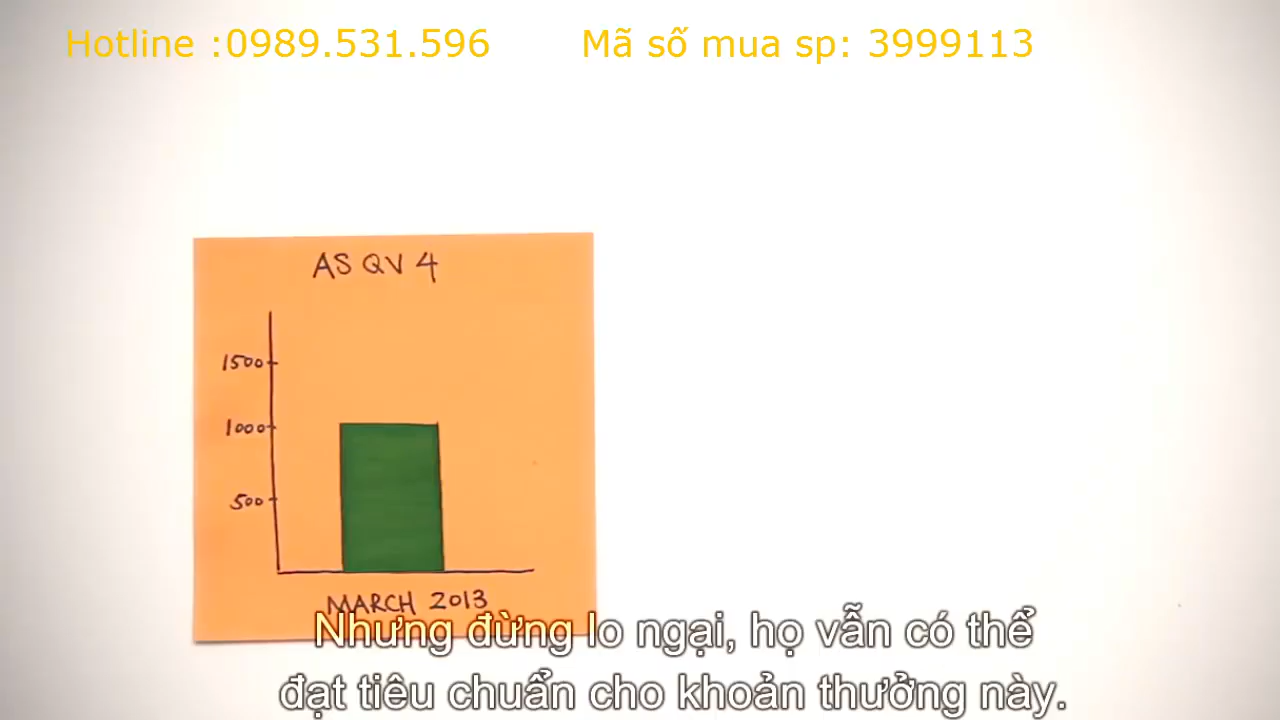 Hotline :0989.531.596 Mã số mua sp: 3999113
AS QV 4
1500
1000
500
MARCH 2013
Nhưng đừng lo ngại, họ vẫn có thể
đạt tiêu chuẩn cho khoản thưởng này.